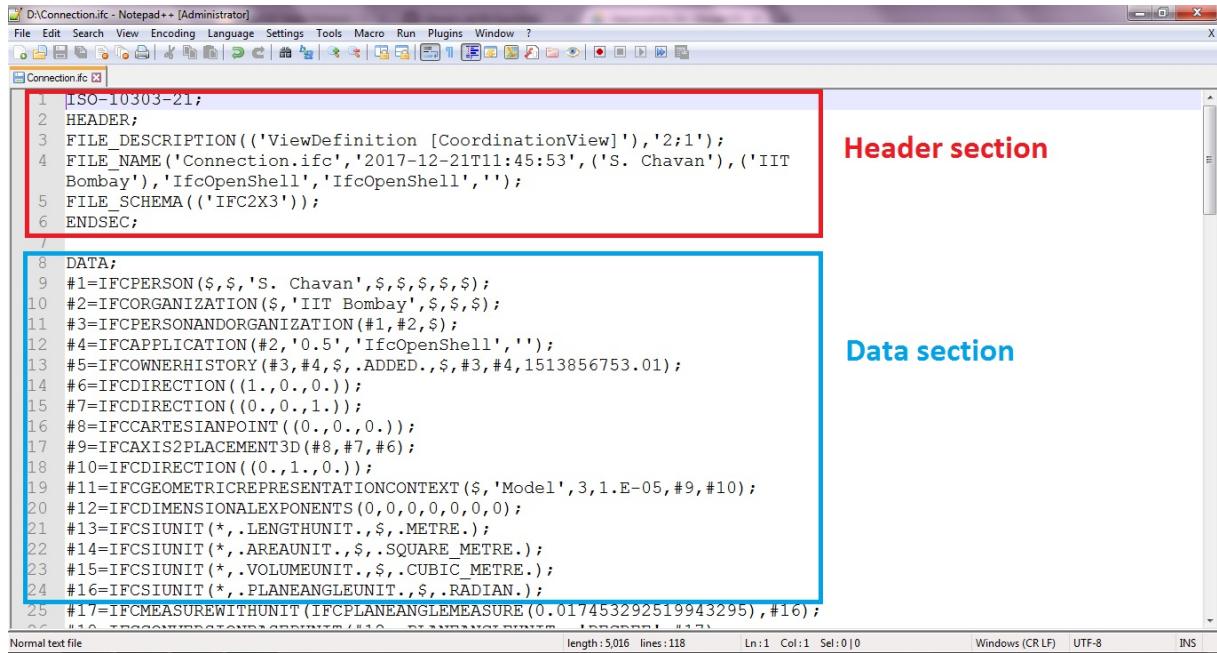 D:\Connection.ifc - Notepad++ [Administrator]
File Edit Search View Encoding Language Settings Tools Macro Run Plugins Window ?
X
Connection.ifc
1 ISO-10303-21;
2 HEADER;
3 FILE_DESCRIPTION(('ViewDefinition [CoordinationView]'),'2;1');
4 FILE_NAME('Connection.ifc','2017-12-21T11:45:53',('S. Chavan'),('IIT
Bombay'),'IfcOpenShell','IfcOpenShell','');
5 FILE_SCHEMA(('IFC2X3'));
6 ENDSEC;
7
Header section
8 DATA;
9 #1=IFCPERSON($,$,'S. Chavan',$,$,$,$,$);
10 #2=IFCORGANIZATION($,'IIT Bombay',$,$,$);
11 #3=IFCPERSONANDORGANIZATION(#1,#2,$);
12 #4=IFCAPPLICATION(#2,'0.5','IfcOpenShell','');
13 #5=IFCOWNERHISTORY(#3,#4,$,.ADDED.,$,#3,#4,1513856753.01);
14 #6=IFCDIRECTION((1.,0.,0.));
15 #7=IFCDIRECTION((0.,0.,1.));
16 #8=IFCCARTESIANPOINT((0.,0.,0.));
17 #9=IFCAXIS2PLACEMENT3D(#8,#7,#6);
18 #10=IFCDIRECTION((0.,1.,0.));
19 #11=IFCGEOMETRICREPRESENTATIONCONTEXT($,'Model',3,1.E-05,#9,#10);
20 #12=IFCDIMENSIONALEXPONENTS(0,0,0,0,0,0,0);
21 #13=IFCSIUNIT(*,.LENGTHUNIT.,$,.METRE.);
22 #14=IFCSIUNIT(*,.AREAUNIT.,$,.SQUARE_METRE.);
23 #15=IFCSIUNIT(*,.VOLUMEUNIT.,$,.CUBIC_METRE.);
24 #16=IFCSIUNIT(*,.PLANEANGLEUNIT.,$,.RADIAN.);
Data section
25 #17=IFCMEASUREWITHUNIT(IFCPLANEANGLEMEASURE(0.017453292519943295),#16);
Normal text file
length : 5,016 lines : 118
Ln : 1 Col : 1 Sel : 0 | 0
Windows (CR LF)
UTF-8
INS